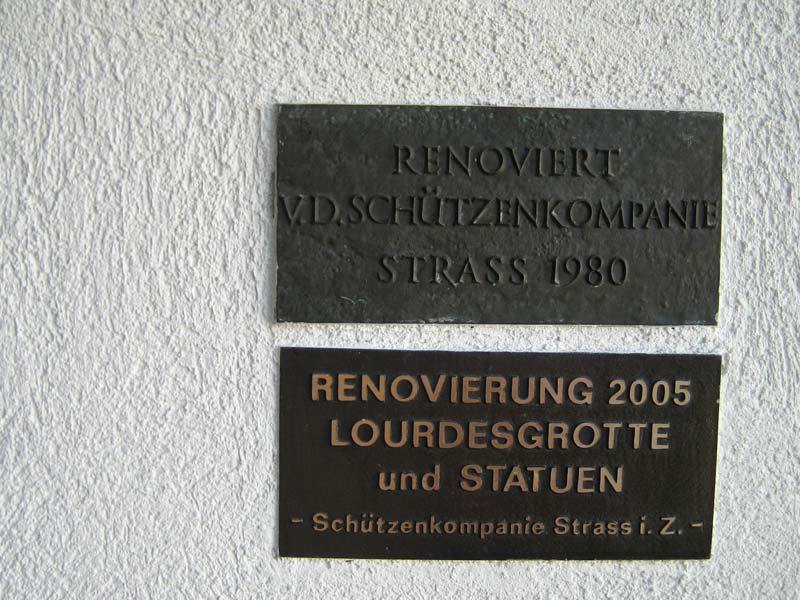 RENOVIERT
V.D. SCHÜTZENKOMPANIE
STRASS 1980
RENOVIERUNG 2005
LOURDESGROTTE
und STATUEN
- Schützenkompanie Strass i. Z. -